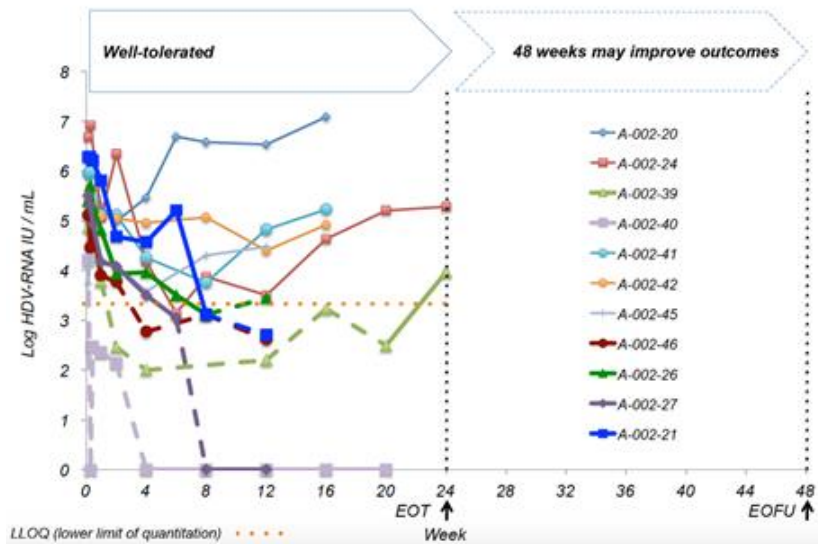 Well-tolerated
48 weeks may improve outcomes
8
7
6
5
4
3
2
1
0
Log HDV-RNA IU / mL
A-002-20
A-002-24
A-002-39
A-002-40
A-002-41
A-002-42
A-002-45
A-002-46
A-002-26
A-002-27
A-002-21
0 4 8 12 16 20 24 28 32 36 40 44 48
EOT EOFU
LLOQ (lower limit of quantitation) Week